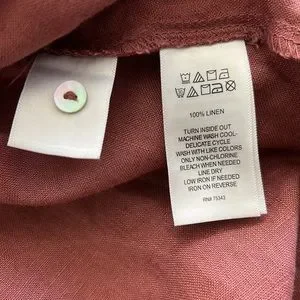 100% LINEN
TURN INSIDE OUT
MACHINE WASH COOL-
DELICATE CYCLE
WASH WITH LIKE COLORS
ONLY NON-CHLORINE
BLEACH WHEN NEEDED
LINE DRY
LOW IRON IF NEEDED
IRON ON REVERSE
RN# 75343